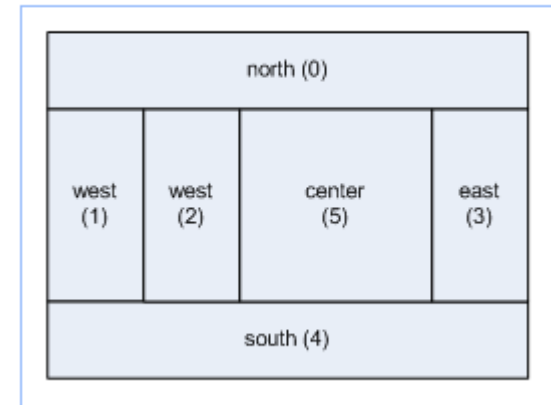 north (0)
west
(1)
west
(2)
center
(5)
east
(3)
south (4)